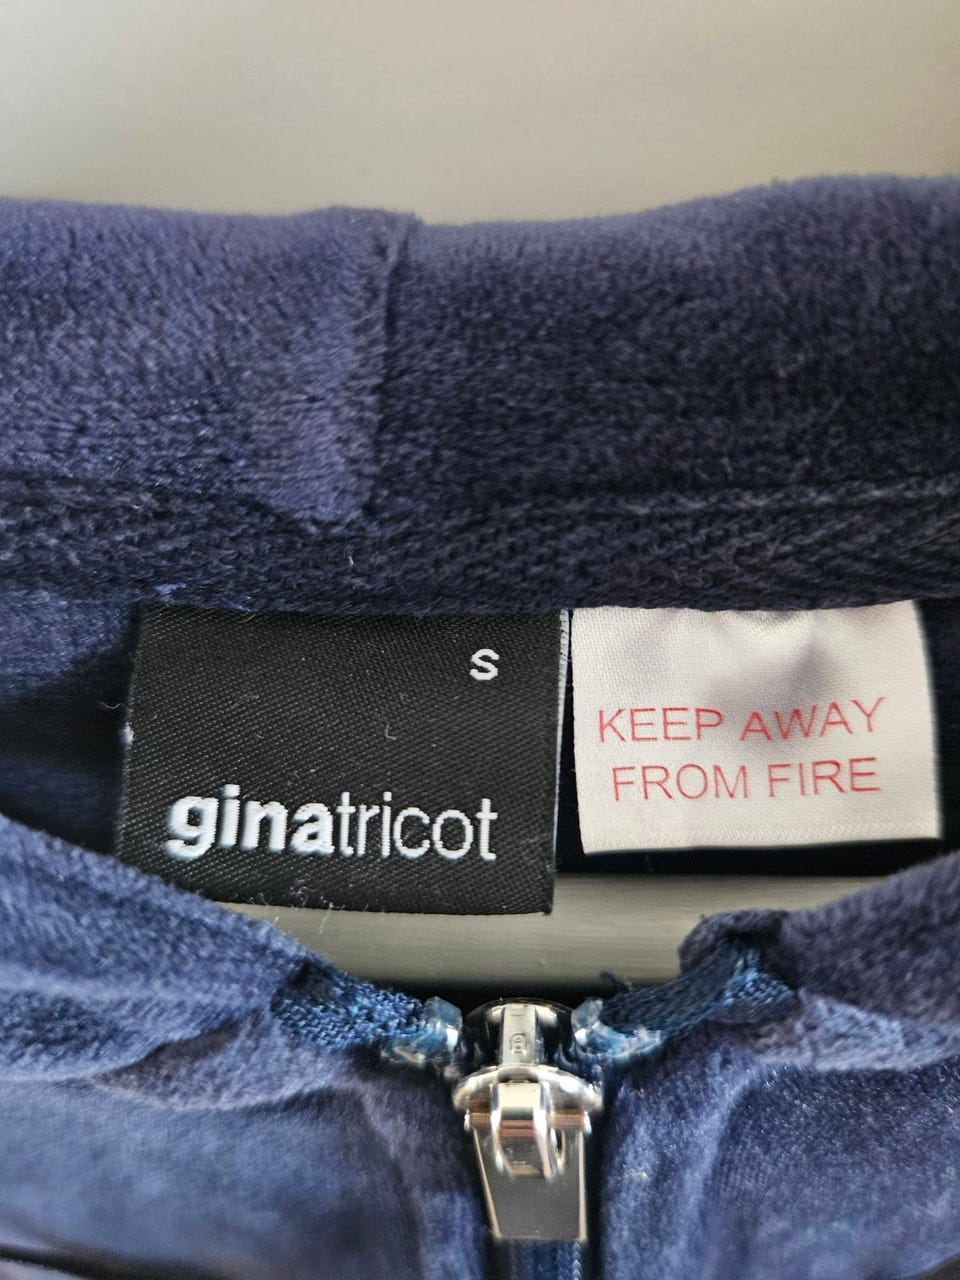 S
ginatricot
KEEP AWAY
FROM FIRE